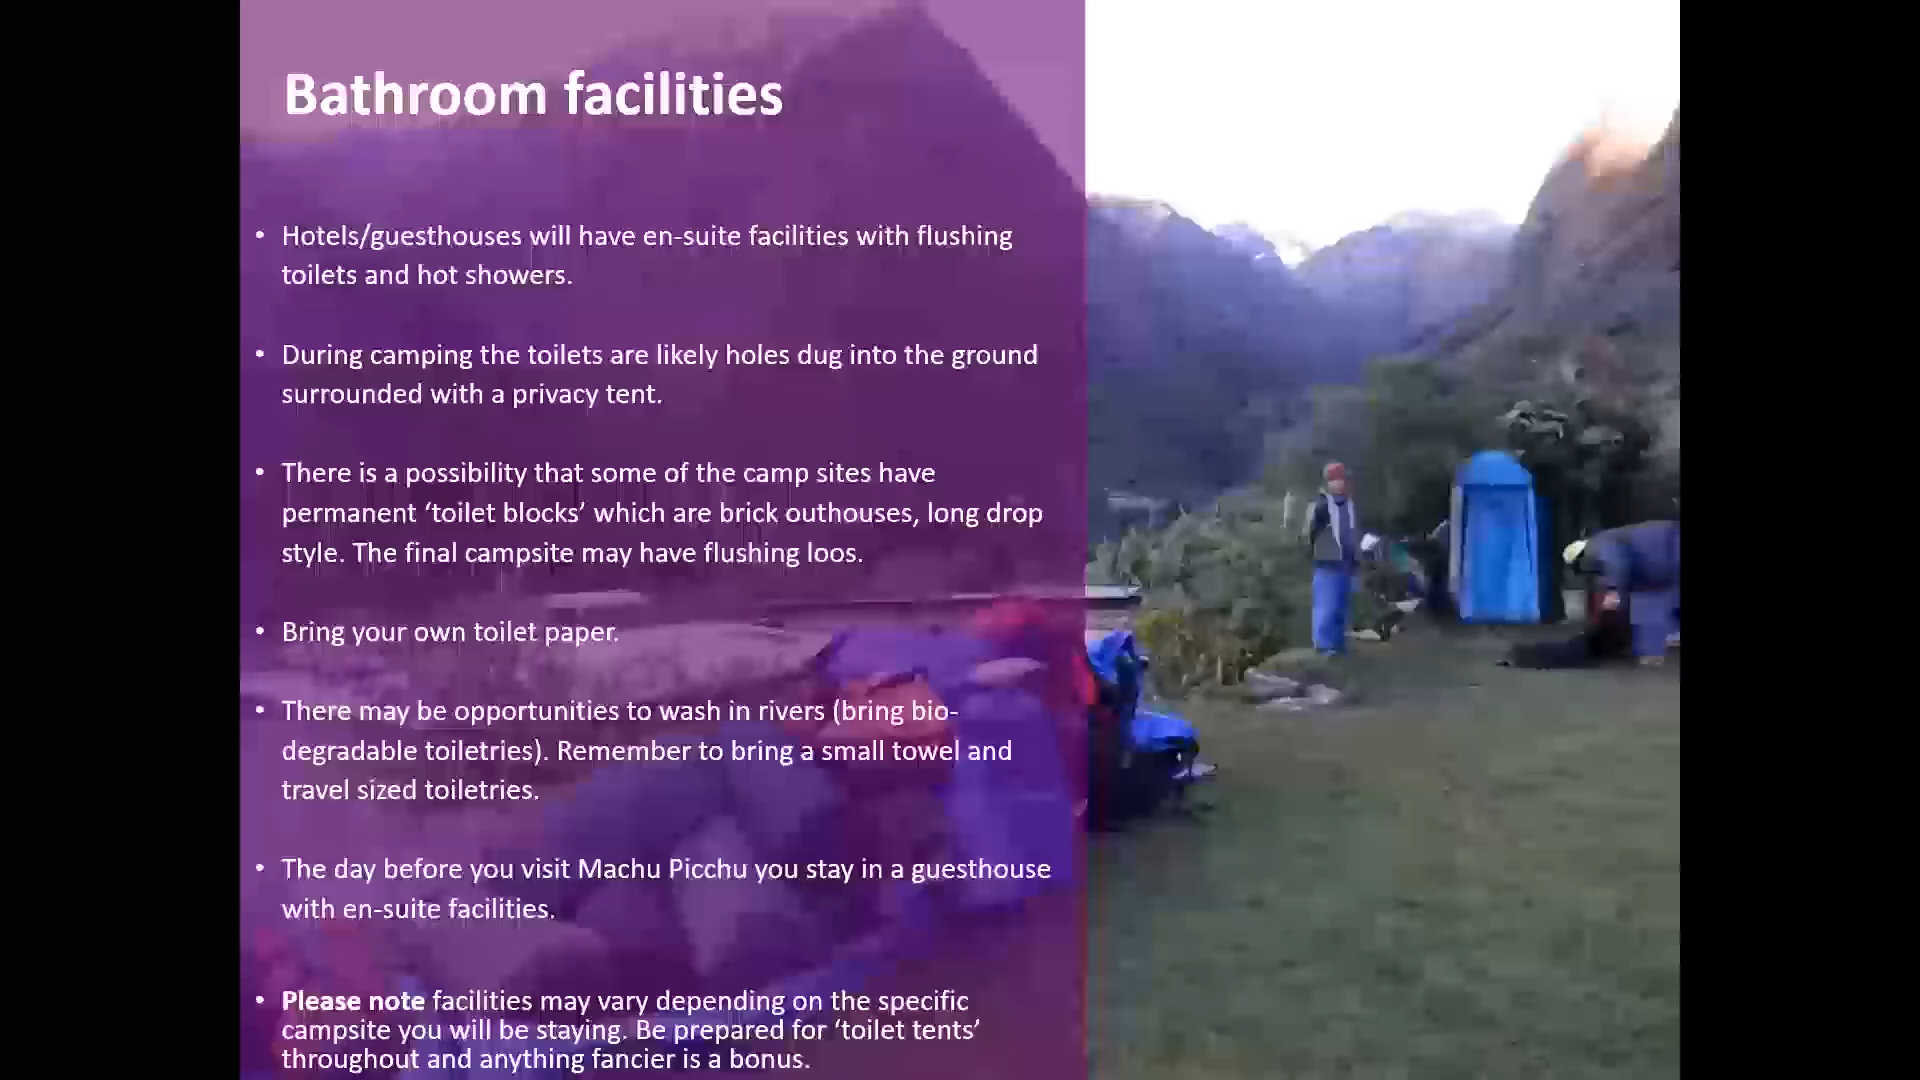 Bathroom facilities
• Hotels/guesthouses will have en-suite facilities with flushing
toilets and hot showers.
• During camping the toilets are likely holes dug into the ground
surrounded with a privacy tent.
• There is a possibility that some of the camp sites have
permanent ‘toilet blocks’ which are brick outhouses, long drop
style. The final campsite may have flushing loos.
• Bring your own toilet paper.
• There may be opportunities to wash in rivers (bring bio-
degradable toiletries). Remember to bring a small towel and
travel sized toiletries.
• The day before you visit Machu Picchu you stay in a guesthouse
with en-suite facilities.
• Please note facilities may vary depending on the specific
campsite you will be staying. Be prepared for ‘toilet tents’
throughout and anything fancier is a bonus.